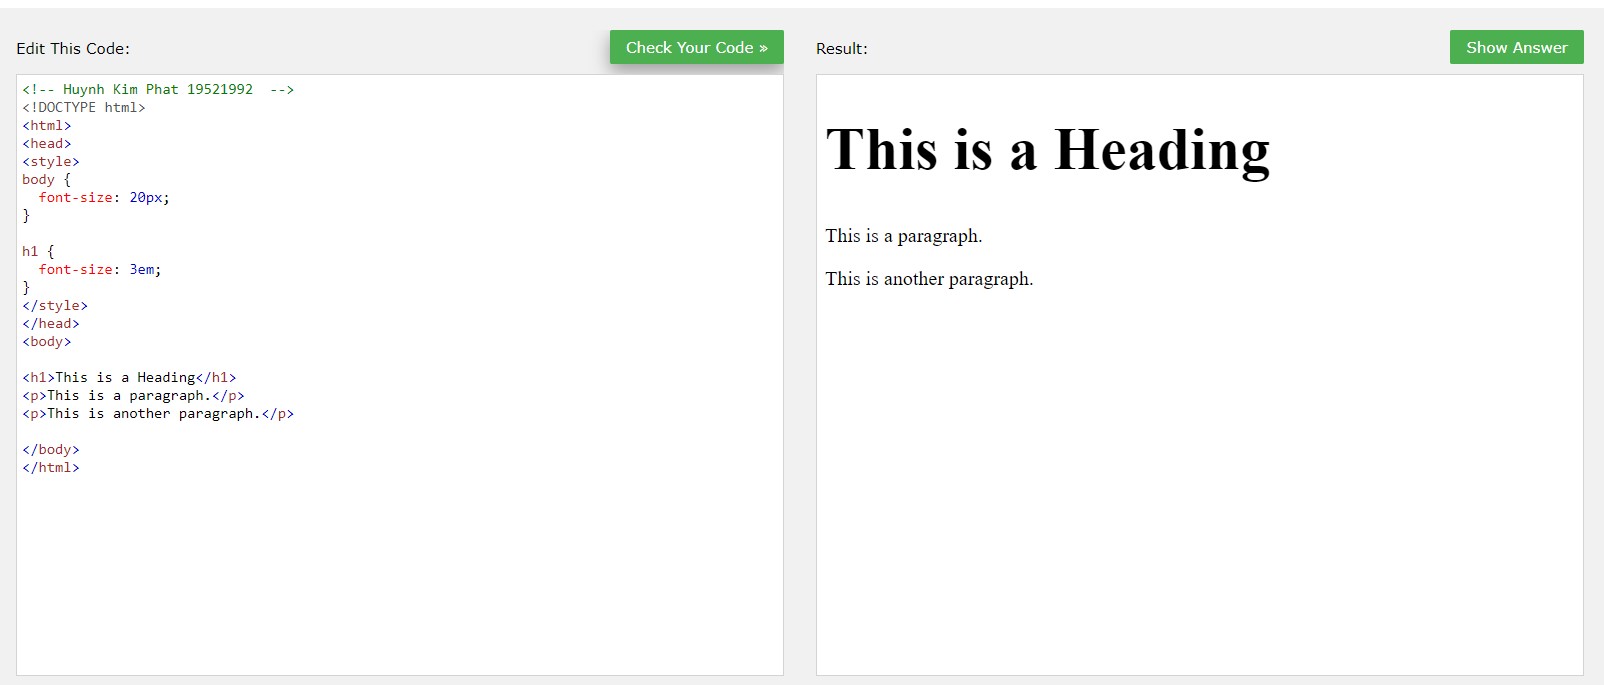 Edit This Code:
Check Your Code »
<!-- Huynh Kim Phat 19521992  -->
<!DOCTYPE html>
<html>
<head>
<style>
body {
  font-size: 20px;
}
h1 {
  font-size: 3em;
}
</style>
</head>
<body>
<h1>This is a Heading</h1>
<p>This is a paragraph.</p>
<p>This is another paragraph.</p>
</body>
</html>
Result:
Show Answer
This is a Heading
This is a paragraph.
This is another paragraph.